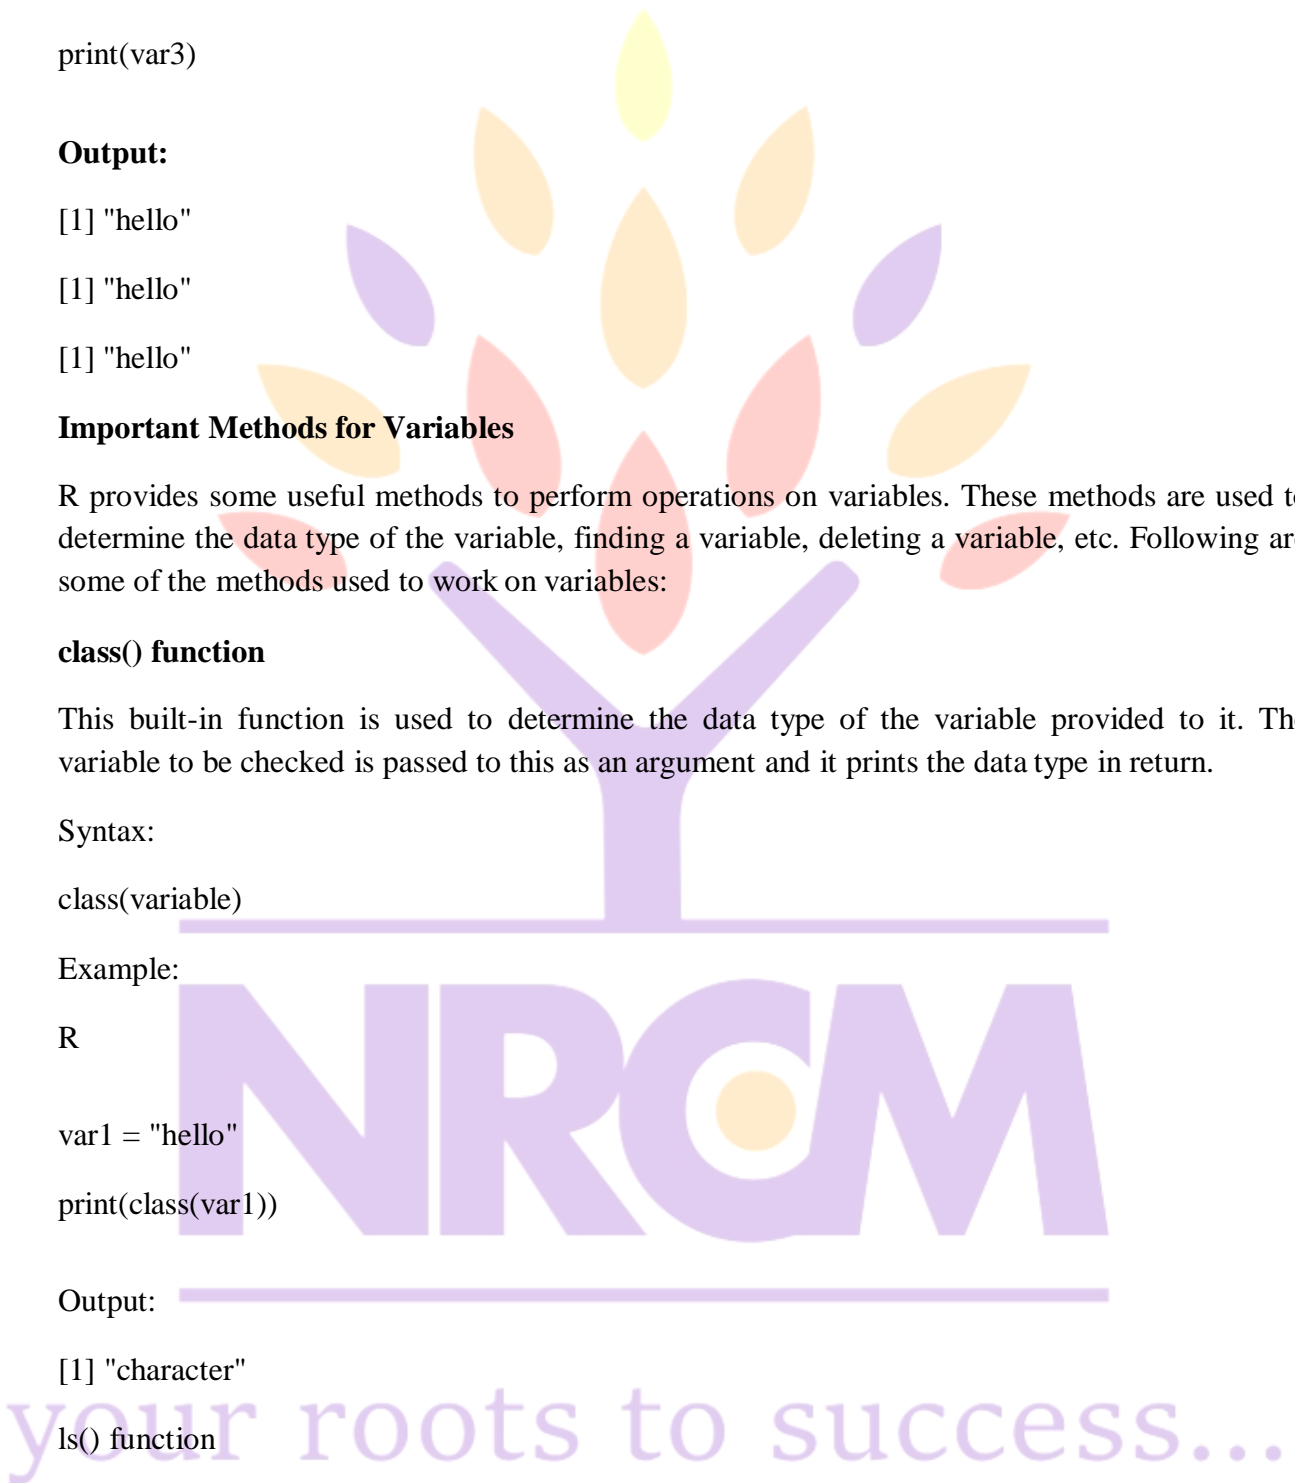 print(var3)
Output:
[1] "hello"
[1] "hello"
[1] "hello"
Important Methods for Variables
R provides some useful methods to perform operations on variables. These methods are used t
determine the data type of the variable, finding a variable, deleting a variable, etc. Following ar
some of the methods used to work on variables:
class() function
This built-in function is used to determine the data type of the variable provided to it. Th
variable to be checked is passed to this as an argument and it prints the data type in return.
Syntax:
class(variable)
Example:
R
var1 = "hello"
print(class(var1))
Output:
[1] "character"
ls() function
NRCM
your roots to success...